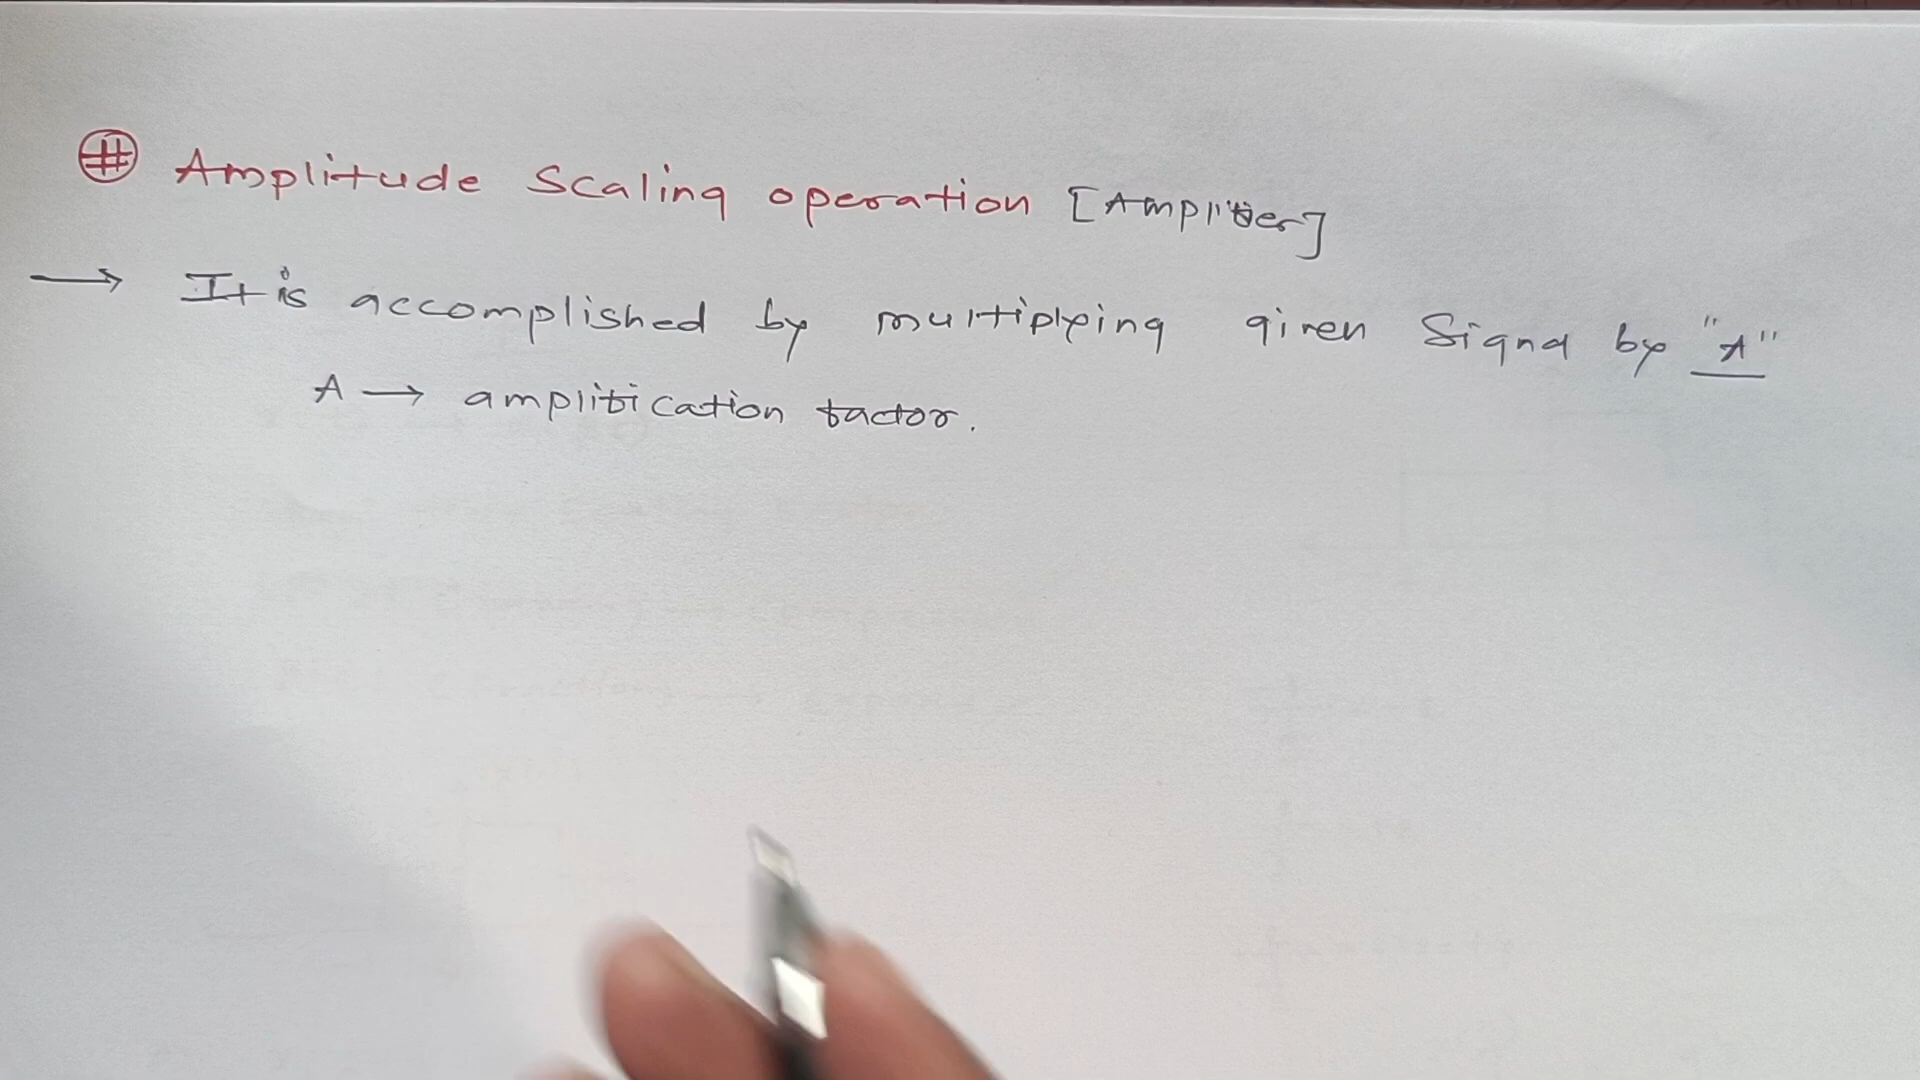 # Amplitude Scaling operation [Amplifier]
→ It is accomplished by multiplying given Signal by "A"
A → amplification factor.